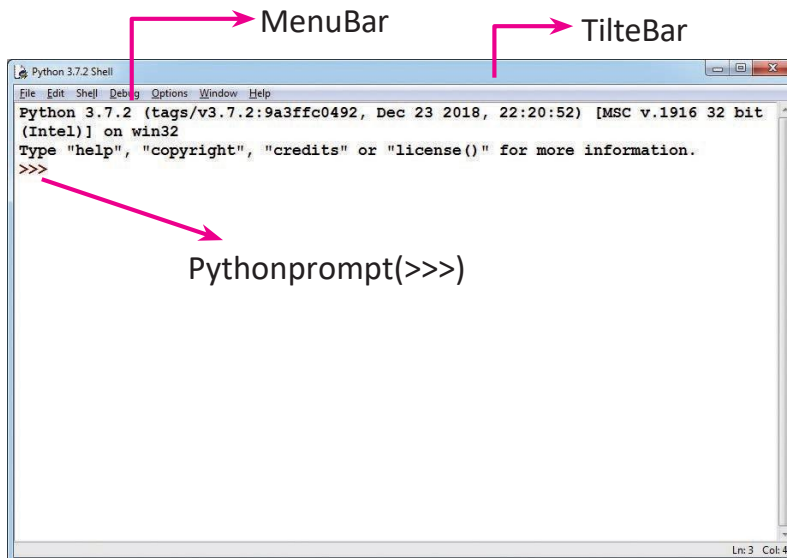 MenuBar
TilteBar
Python 3.7.2 Shell
File Edit Shell Debug Options Window Help
Python 3.7.2 (tags/v3.7.2:9a3ffc0492, Dec 23 2018, 22:20:52) [MSC v.1916 32 bit
(Intel)] on win32
Type "help", "copyright", "credits" or "license()" for more information.
>>>
Pythonprompt(>>>)
Ln: 3 Col: 4